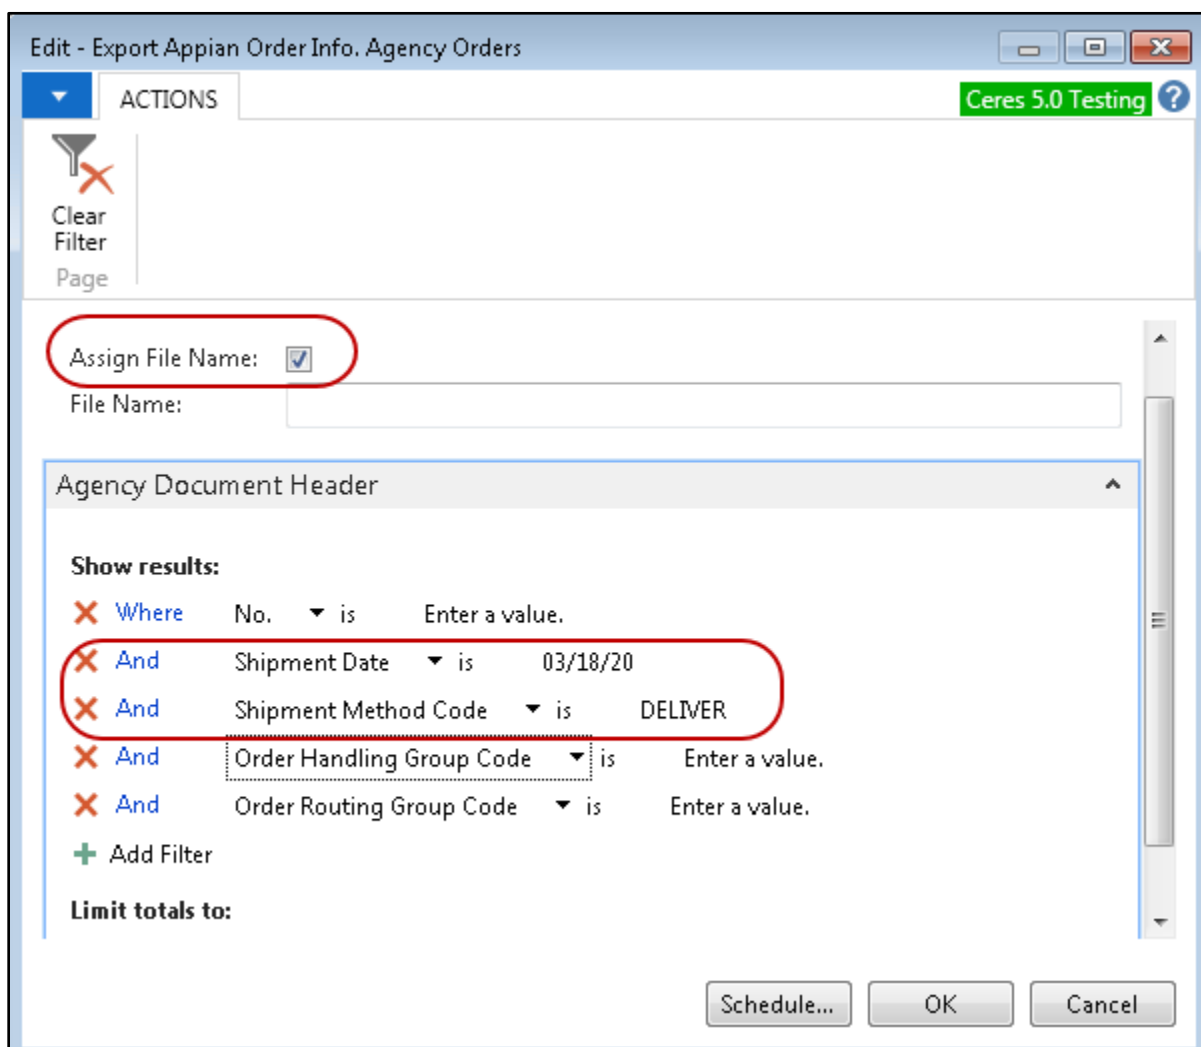 Edit - Export Appian Order Info. Agency Orders
ACTIONS
Ceres 5.0 Testing ?
Clear
Filter
Page
Assign File Name:
File Name:
Agency Document Header
Show results:
Where No. is Enter a value.
And Shipment Date is 03/18/20
And Shipment Method Code is DELIVER
And Order Handling Group Code is Enter a value.
And Order Routing Group Code is Enter a value.
Add Filter
Limit totals to:
Schedule... OK Cancel